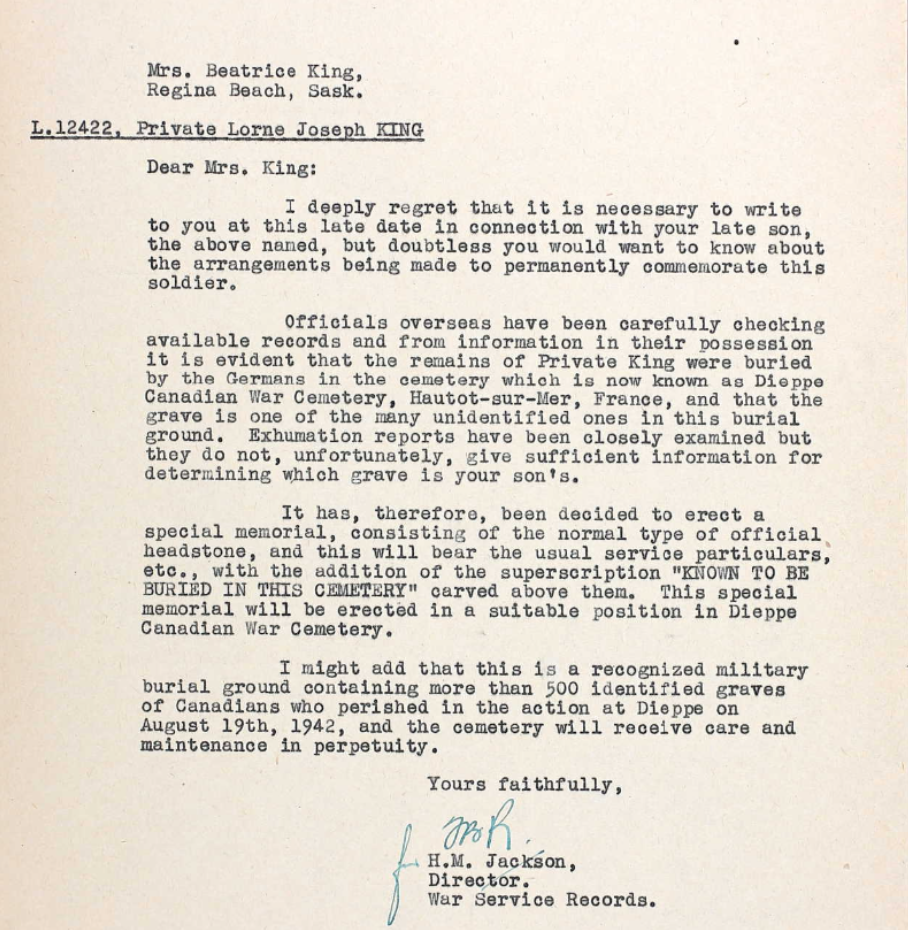 Mrs. Beatrice King,
Regina Beach, Sask.
L.12422, Private Lorne Joseph KING
Dear Mrs. King:
I deeply regret that it is necessary to write
to you at this late date in connection with your late son,
the above named, but doubtless you would want to know about
the arrangements being made to permanently commemorate this
soldier.
Officials overseas have been carefully checking
available records and from information in their possession
it is evident that the remains of Private King were buried
by the Germans in the cemetery which is now known as Dieppe
Canadian War Cemetery, Hautot-sur-Mer, France, and that the
grave is one of the many unidentified ones in this burial
ground. Exhumation reports have been closely examined but
they do not, unfortunately, give sufficient information for
determining which grave is your son's.
It has, therefore, been decided to erect a
special memorial, consisting of the normal type of official
headstone, and this will bear the usual service particulars,
etc., with the addition of the superscription "KNOWN TO BE
BURIED IN THIS CEMETERY" carved above them. This special
memorial will be erected in a suitable position in Dieppe
Canadian War Cemetery.
I might add that this is a recognized military
burial ground containing more than 500 identified graves
of Canadians who perished in the action at Dieppe on
August 19th, 1942, and the cemetery will receive care and
maintenance in perpetuity.
Yours faithfully,
for H.M. Jackson,
Director.
War Service Records.